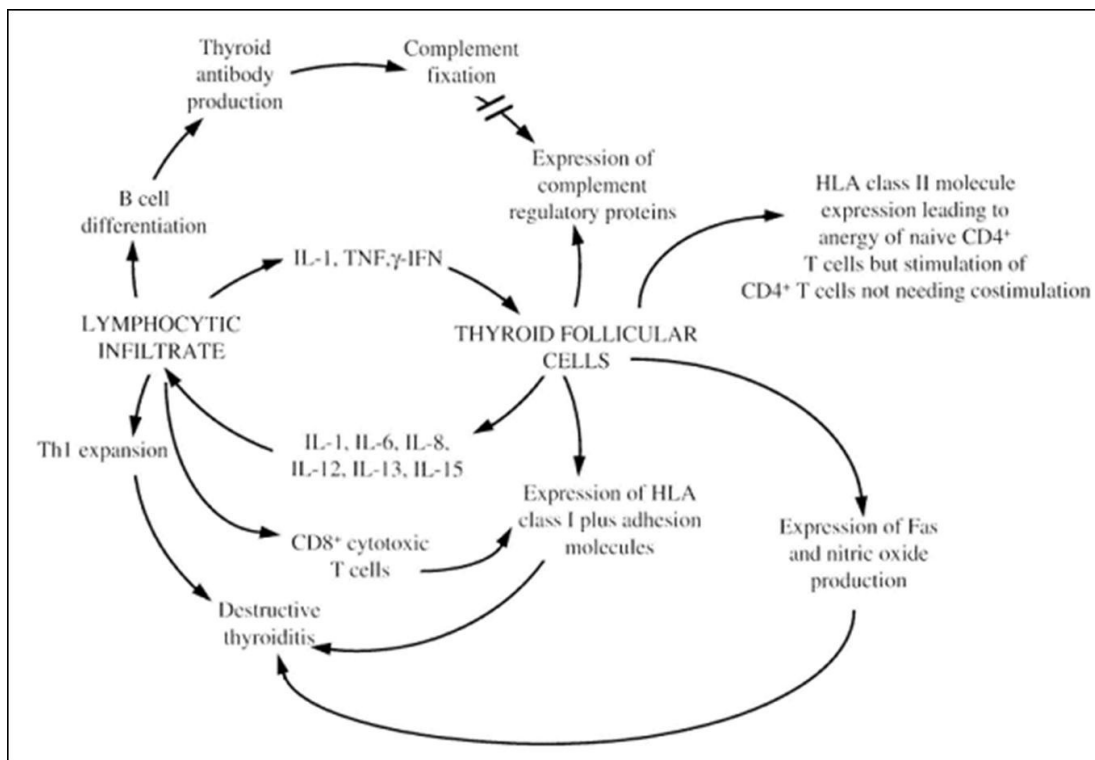 Thyroid
antibody
production
Complement
fixation
B cell
differentiation
Expression of
complement
regulatory proteins
HLA class II molecule
expression leading to
anergy of naive CD4⁺
T cells but stimulation of
CD4⁺ T cells not needing costimulation
IL-1, TNF,γ-IFN
LYMPHOCYTIC
INFILTRATE
THYROID FOLLICULAR
CELLS
Th1 expansion
IL-1, IL-6, IL-8,
IL-12, IL-13, IL-15
Expression of HLA
class I plus adhesion
molecules
CD8⁺ cytotoxic
T cells
Expression of Fas
and nitric oxide
production
Destructive
thyroiditis